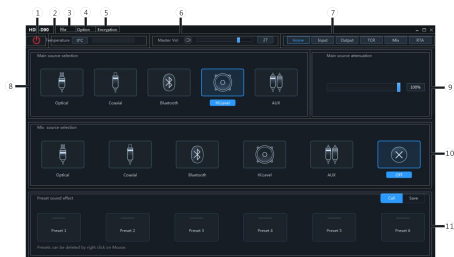 1 2 3 4 5 6 7
HD -D80 File Option Encryption
Temperature 0°C Master Vol 27 Home Input Output TCR Mix RTA
Main source selection Main source attenuation
8 9
100%
Optical Coaxial Bluetooth Hi.Level AUX
Mix source selection
10
Optical Coaxial Bluetooth Hi.Level AUX OFF
Preset sound effect Call Save
11
Preset 1 Preset 2 Preset 3 Preset 4 Preset 5 Preset 6
Presets can be deleted by right click on Mouse.